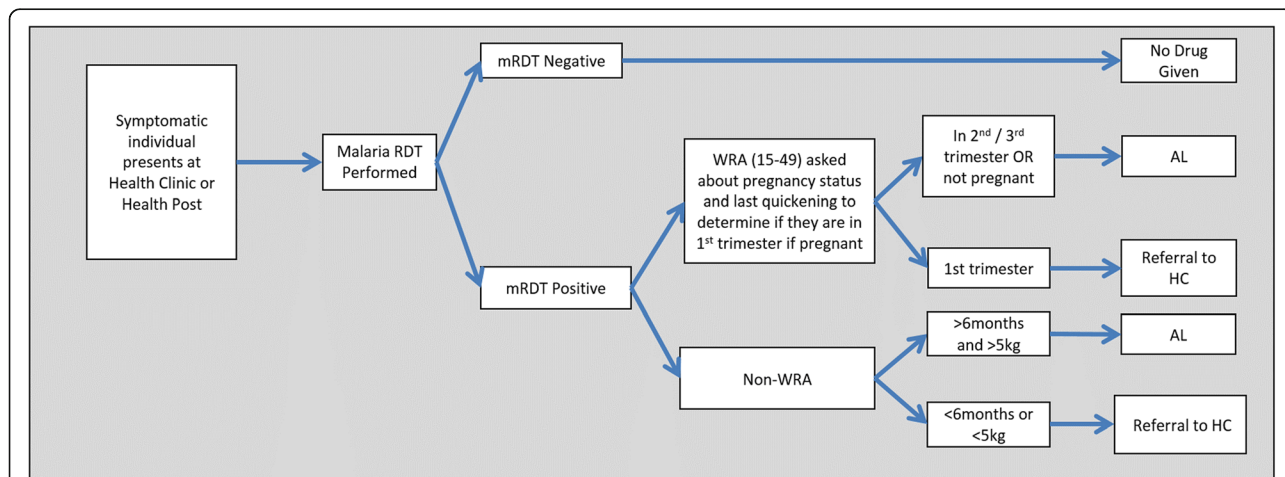 Symptomatic
individual
presents at
Health Clinic or
Health Post
Malaria RDT
Performed
mRDT Negative
No Drug
Given
mRDT Positive
WRA (15-49) asked
about pregnancy status
and last quickening to
determine if they are in
1st trimester if pregnant
In 2nd / 3rd
trimester OR
not pregnant
AL
1st trimester
Referral to
HC
Non-WRA
>6months
and >5kg
AL
<6months or
<5kg
Referral to HC